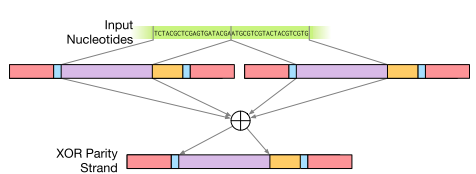 Input
Nucleotides
TCTACGCTCGAGTGATACGAATGCGTCGTACTACGTCGTG
XOR Parity
Strand